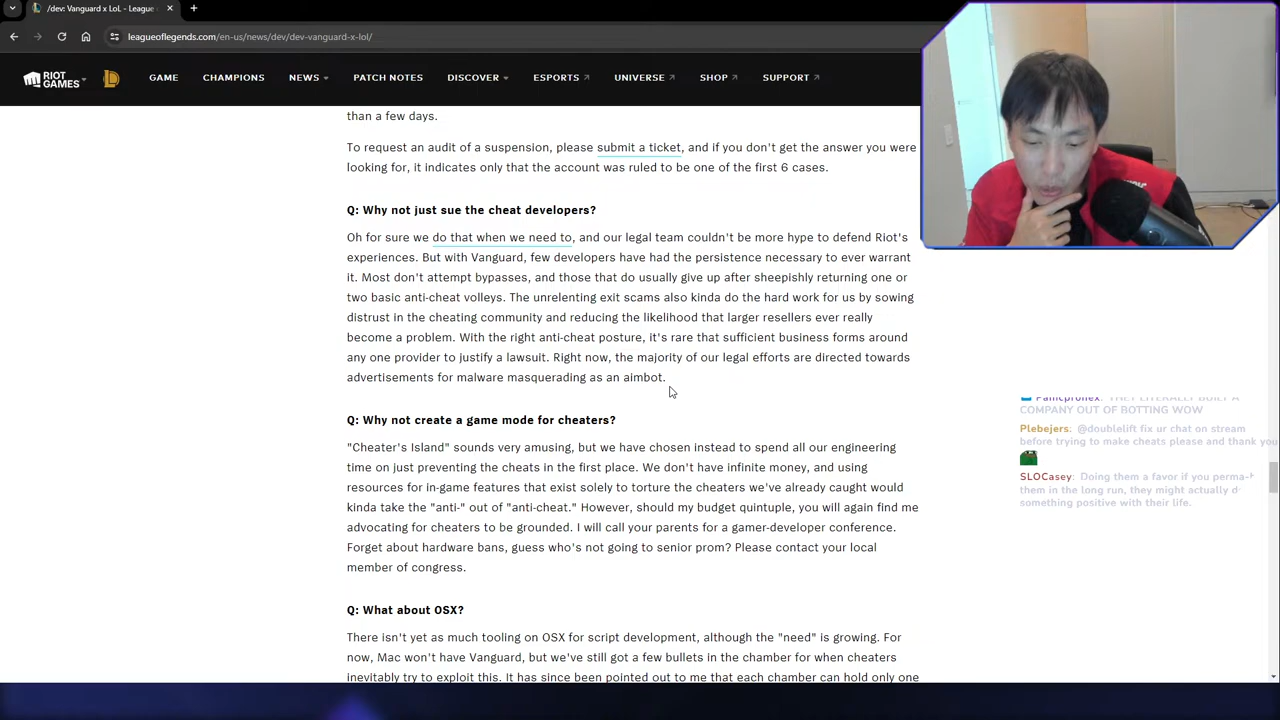 /dev: Vanguard x LoL - League
leagueoflegends.com/en-us/news/dev/dev-vanguard-x-lol/
RIOT GAMES
GAME
CHAMPIONS
NEWS
PATCH NOTES
DISCOVER
ESPORTS
UNIVERSE
SHOP
SUPPORT
than a few days.
To request an audit of a suspension, please submit a ticket, and if you don't get the answer you were
looking for, it indicates only that the account was ruled to be one of the first 6 cases.
Q: Why not just sue the cheat developers?
Oh for sure we do that when we need to, and our legal team couldn't be more hype to defend Riot's
experiences. But with Vanguard, few developers have had the persistence necessary to ever warrant
it. Most don't attempt bypasses, and those that do usually give up after sheepishly returning one or
two basic anti-cheat volleys. The unrelenting exit scams also kinda do the hard work for us by sowing
distrust in the cheating community and reducing the likelihood that larger resellers ever really
become a problem. With the right anti-cheat posture, it's rare that sufficient business forms around
any one provider to justify a lawsuit. Right now, the majority of our legal efforts are directed towards
advertisements for malware masquerading as an aimbot.
Q: Why not create a game mode for cheaters?
"Cheater's Island" sounds very amusing, but we have chosen instead to spend all our engineering
time on just preventing the cheats in the first place. We don't have infinite money, and using
resources for in-game features that exist solely to torture the cheaters we've already caught would
kinda take the "anti-" out of "anti-cheat." However, should my budget quintuple, you will again find me
advocating for cheaters to be grounded. I will call your parents for a gamer-developer conference.
Forget about hardware bans, guess who's not going to senior prom? Please contact your local
member of congress.
Q: What about OSX?
There isn't yet as much tooling on OSX for script development, although the "need" is growing. For
now, Mac won't have Vanguard, but we've still got a few bullets in the chamber for when cheaters
inevitably try to exploit this. It has since been pointed out to me that each chamber can hold only one
THEY LITERALLY BUILT A
COMPANY OUT OF BOTTING WOW
Plebejers: @doublelift fix ur chat on stream
before trying to make cheats please and thank you
SLOCasey: Doing them a favor if you perma-
them in the long run, they might actually
something positive with their life.